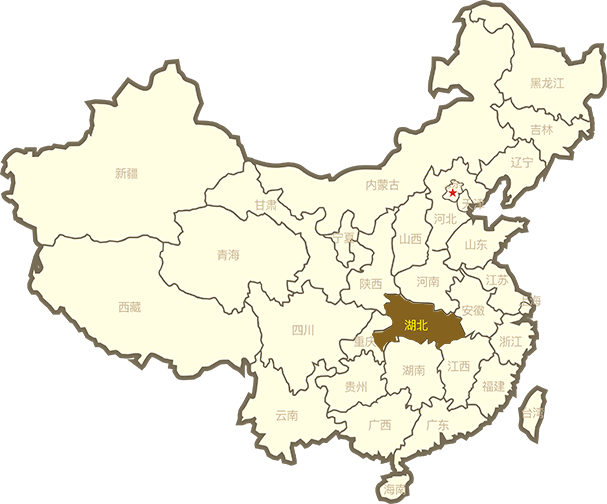 黑龙江
吉林
辽宁
新疆
内蒙古
甘肃
天津
宁夏
山西
河北
山东
青海
陕西
河南
江苏
西藏
安徽
上海
四川
湖北
重庆
浙江
湖南
江西
贵州
福建
云南
广西
广东
台湾
海南